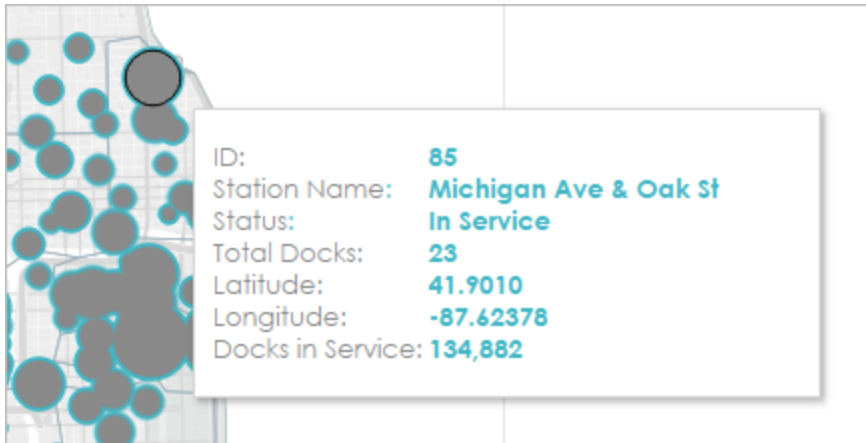 ID: 85
Station Name: Michigan Ave & Oak St
Status: In Service
Total Docks: 23
Latitude: 41.9010
Longitude: -87.62378
Docks in Service: 134,882